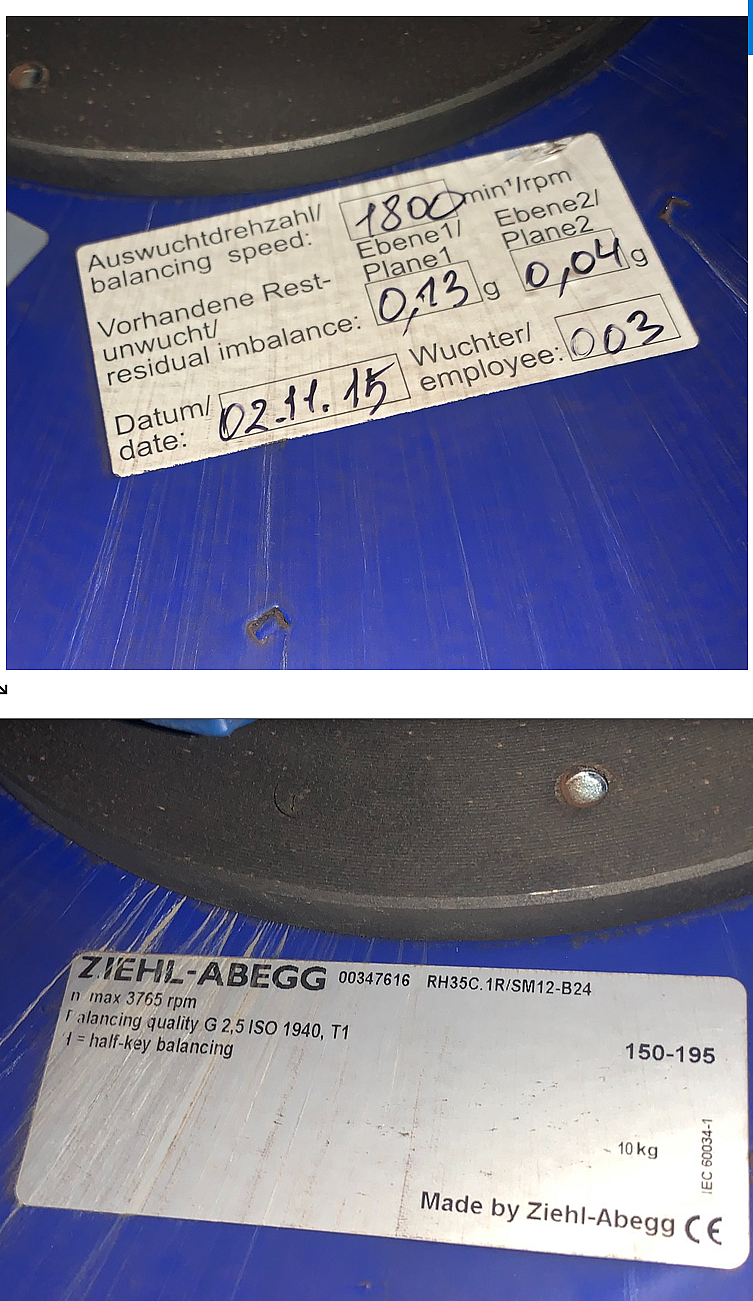 Auswuchtdrehzahl/
balancing speed: 1800 min⁻¹/rpm
Ebene1/ Ebene2/
Plane1 Plane2
Vorhandene Rest-
unwucht/
residual imbalance: 0,13 g 0,04 g
Datum/ Wuchter/
date: 02.11.15 employee: 003
ZIEHL-ABEGG 00347616 RH35C.1R/SM12-B24
n max 3765 rpm
alancing quality G 2,5 ISO 1940, T1
= half-key balancing
150-195
10 kg
IEC 60034-1
Made by Ziehl-Abegg CE